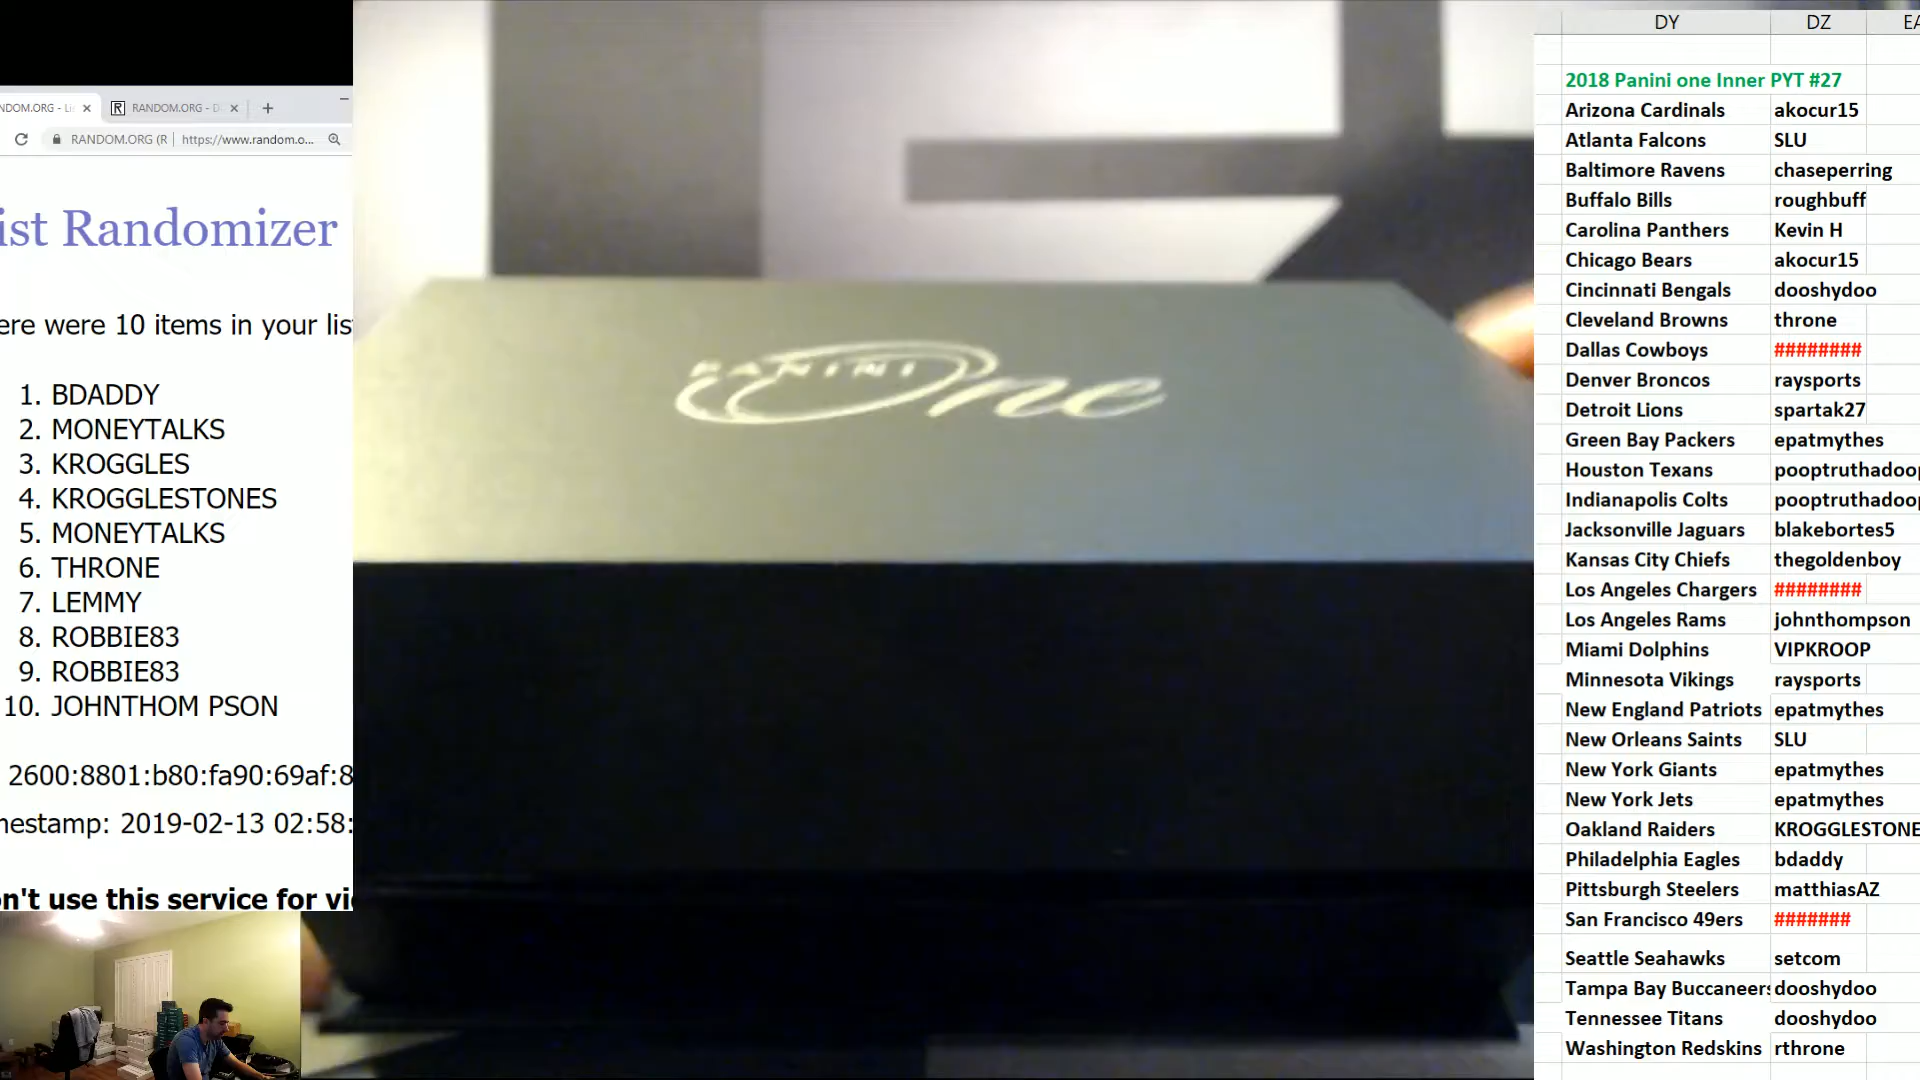 NDOM.ORG - Li
RANDOM.ORG - D
RANDOM.ORG (R
https://www.random.o...
ist Randomizer
ere were 10 items in your lis
1. BDADDY
2. MONEYTALKS
3. KROGGLES
4. KROGGLESTONES
5. MONEYTALKS
6. THRONE
7. LEMMY
8. ROBBIE83
9. ROBBIE83
10. JOHNTHOM PSON
2600:8801:b80:fa90:69af:8
nestamp: 2019-02-13 02:58:
n't use this service for vi
PANINI
One
DY DZ EA
2018 Panini one Inner PYT #27
Arizona Cardinals akocur15
Atlanta Falcons SLU
Baltimore Ravens chaseperring
Buffalo Bills roughbuff
Carolina Panthers Kevin H
Chicago Bears akocur15
Cincinnati Bengals dooshydoo
Cleveland Browns throne
Dallas Cowboys ########
Denver Broncos raysports
Detroit Lions spartak27
Green Bay Packers epatmythes
Houston Texans pooptruthadoop
Indianapolis Colts pooptruthadoop
Jacksonville Jaguars blakebortes5
Kansas City Chiefs thegoldenboy
Los Angeles Chargers ########
Los Angeles Rams johnthompson
Miami Dolphins VIPKROOP
Minnesota Vikings raysports
New England Patriots epatmythes
New Orleans Saints SLU
New York Giants epatmythes
New York Jets epatmythes
Oakland Raiders KROGGLESTONE
Philadelphia Eagles bdaddy
Pittsburgh Steelers matthiasAZ
San Francisco 49ers #######
Seattle Seahawks setcom
Tampa Bay Buccaneers dooshydoo
Tennessee Titans dooshydoo
Washington Redskins rthrone